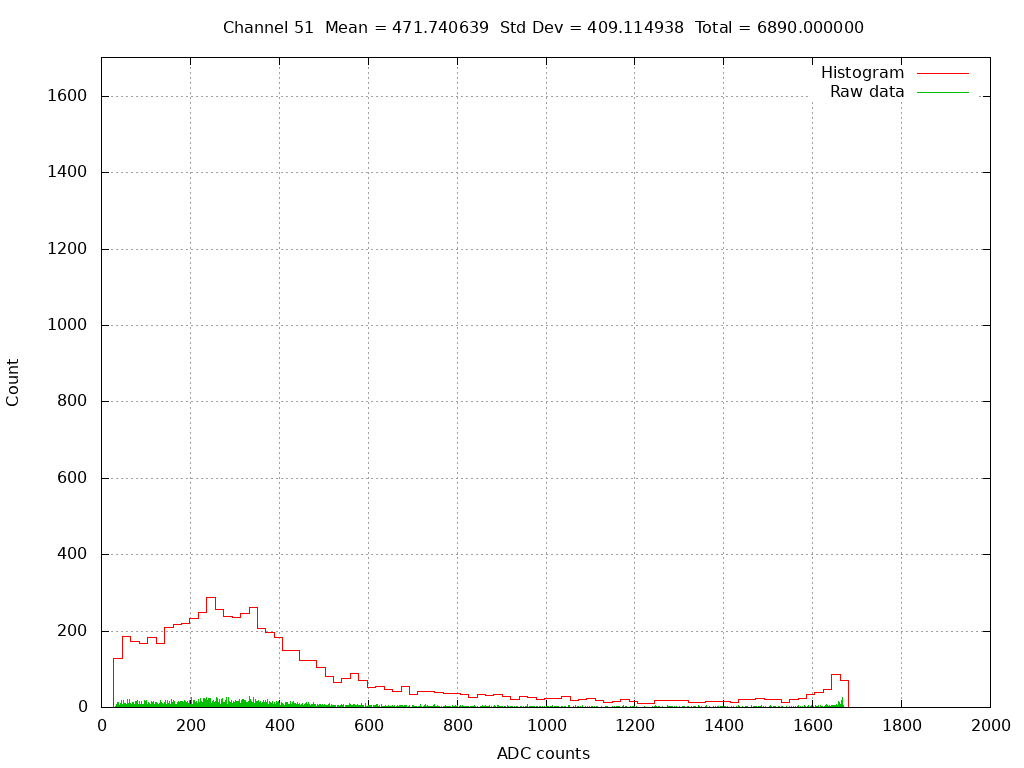 Channel 51  Mean = 471.740639  Std Dev = 409.114938  Total = 6890.000000
Histogram
Raw data
1600
1400
1200
1000
800
600
400
200
0
Count
0 200 400 600 800 1000 1200 1400 1600 1800 2000
ADC counts